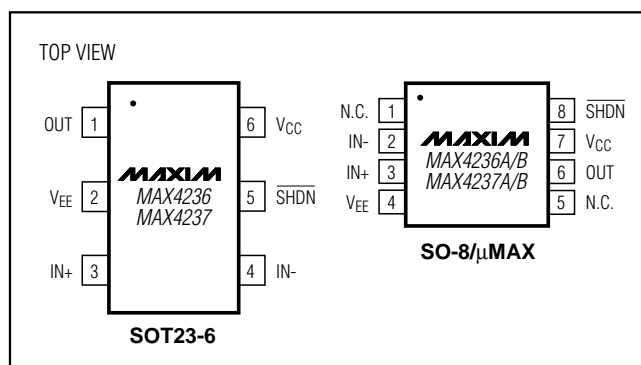 TOP VIEW
OUT 1
VEE 2
IN+ 3
MAXIM
MAX4236
MAX4237
6 VCC
5 SHDN
4 IN-
SOT23-6
N.C. 1
IN- 2
IN+ 3
VEE 4
MAXIM
MAX4236A/B
MAX4237A/B
8 SHDN
7 VCC
6 OUT
5 N.C.
SO-8/μMAX